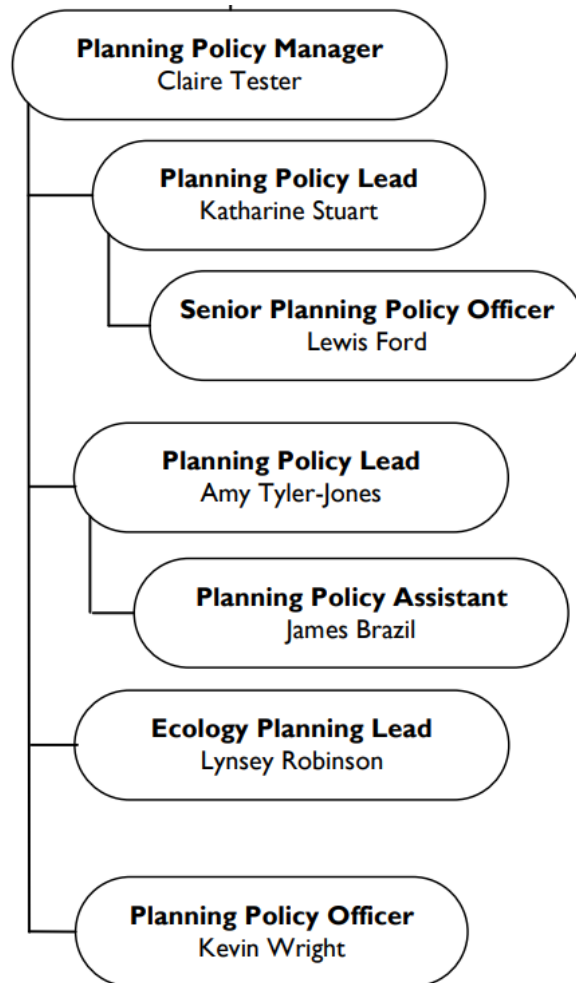 Planning Policy Manager
Claire Tester
Planning Policy Lead
Katharine Stuart
Senior Planning Policy Officer
Lewis Ford
Planning Policy Lead
Amy Tyler-Jones
Planning Policy Assistant
James Brazil
Ecology Planning Lead
Lynsey Robinson
Planning Policy Officer
Kevin Wright